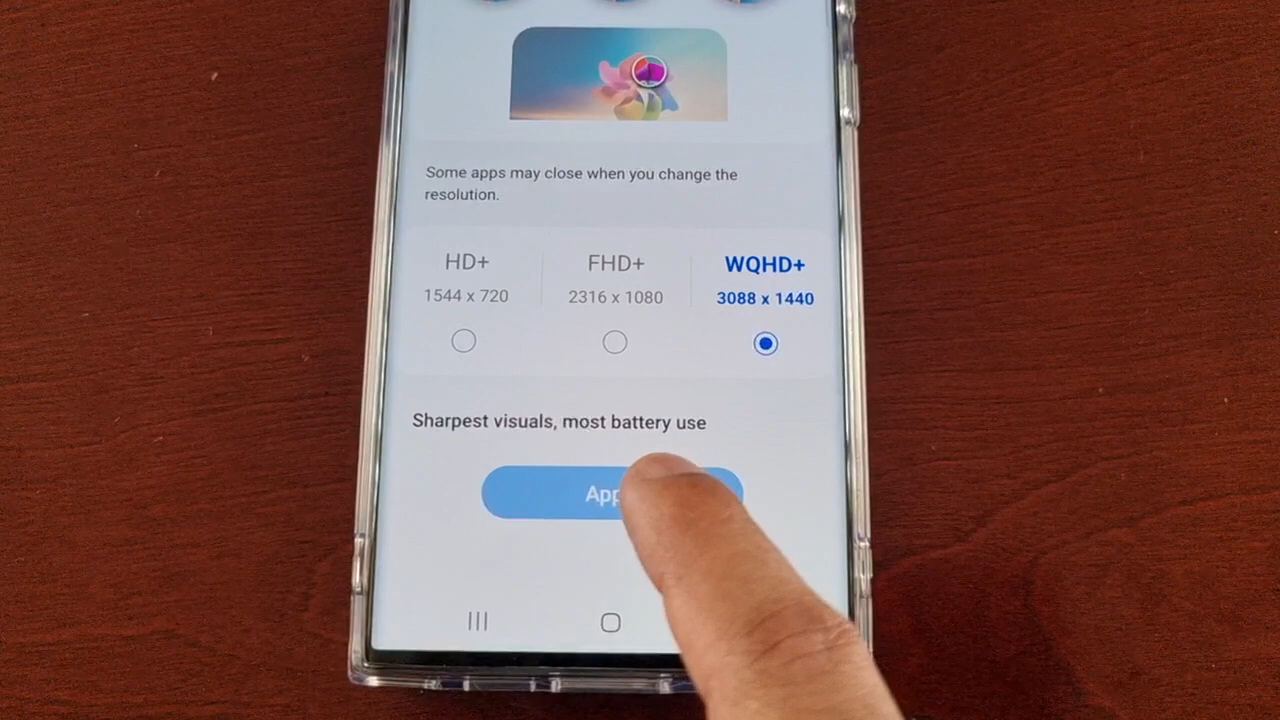 Some apps may close when you change the
resolution.
HD+ FHD+ WQHD+
1544 x 720 2316 x 1080 3088 x 1440
Sharpest visuals, most battery use